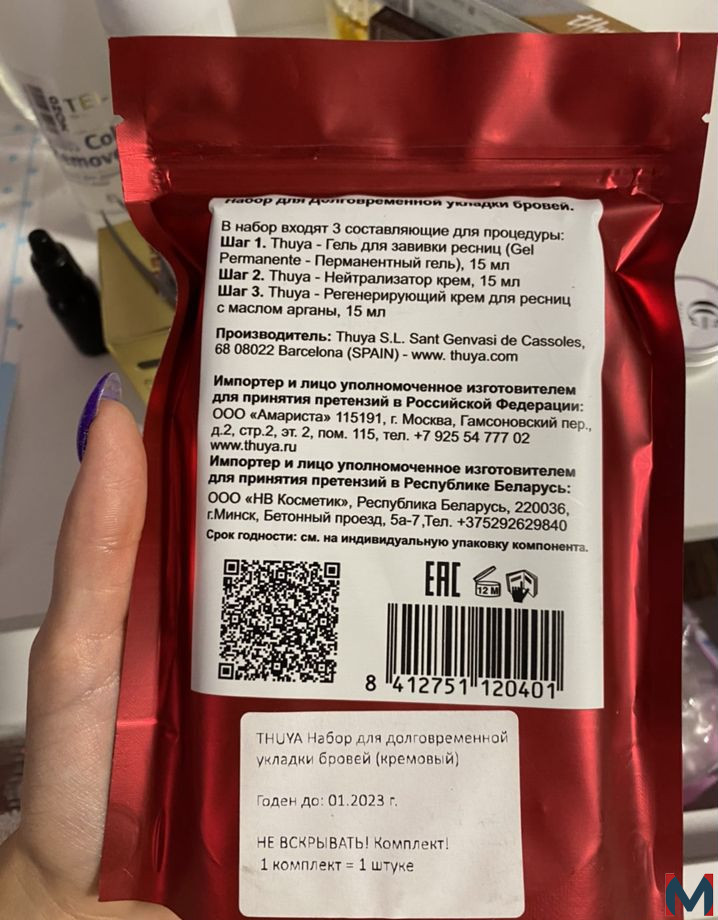 Набор для Долговременной укладки бровей.
В набор входят 3 составляющие для процедуры:
Шаг 1. Thuya - Гель для завивки ресниц (Gel
Permanente - Перманентный гель), 15 мл
Шаг 2. Thuya - Нейтрализатор крем, 15 мл
Шаг 3. Thuya - Регенерирующий крем для ресниц
с маслом арганы, 15 мл
Производитель: Thuya S.L. Sant Genvasi de Cassoles,
68 08022 Barcelona (SPAIN) - www. thuya.com
Импортер и лицо уполномоченное изготовителем
для принятия претензий в Российской Федерации:
ООО «Амариста» 115191, г. Москва, Гамсоновский пер.,
д.2, стр.2, эт. 2, пом. 115, тел. +7 925 54 777 02
www.thuya.ru
Импортер и лицо уполномоченное изготовителем
для принятия претензий в Республике Беларусь:
ООО «НВ Косметик», Республика Беларусь, 220036,
г.Минск, Бетонный проезд, 5а-7,Тел. +375292629840
Срок годности: см. на индивидуальную упаковку компонента.
EAC 12 M
8 412751 120401
THUYA Набор для долговременной
укладки бровей (кремовый)
Годен до: 01.2023 г.
НЕ ВСКРЫВАТЬ! Комплект!
1 комплект = 1 штуке
M